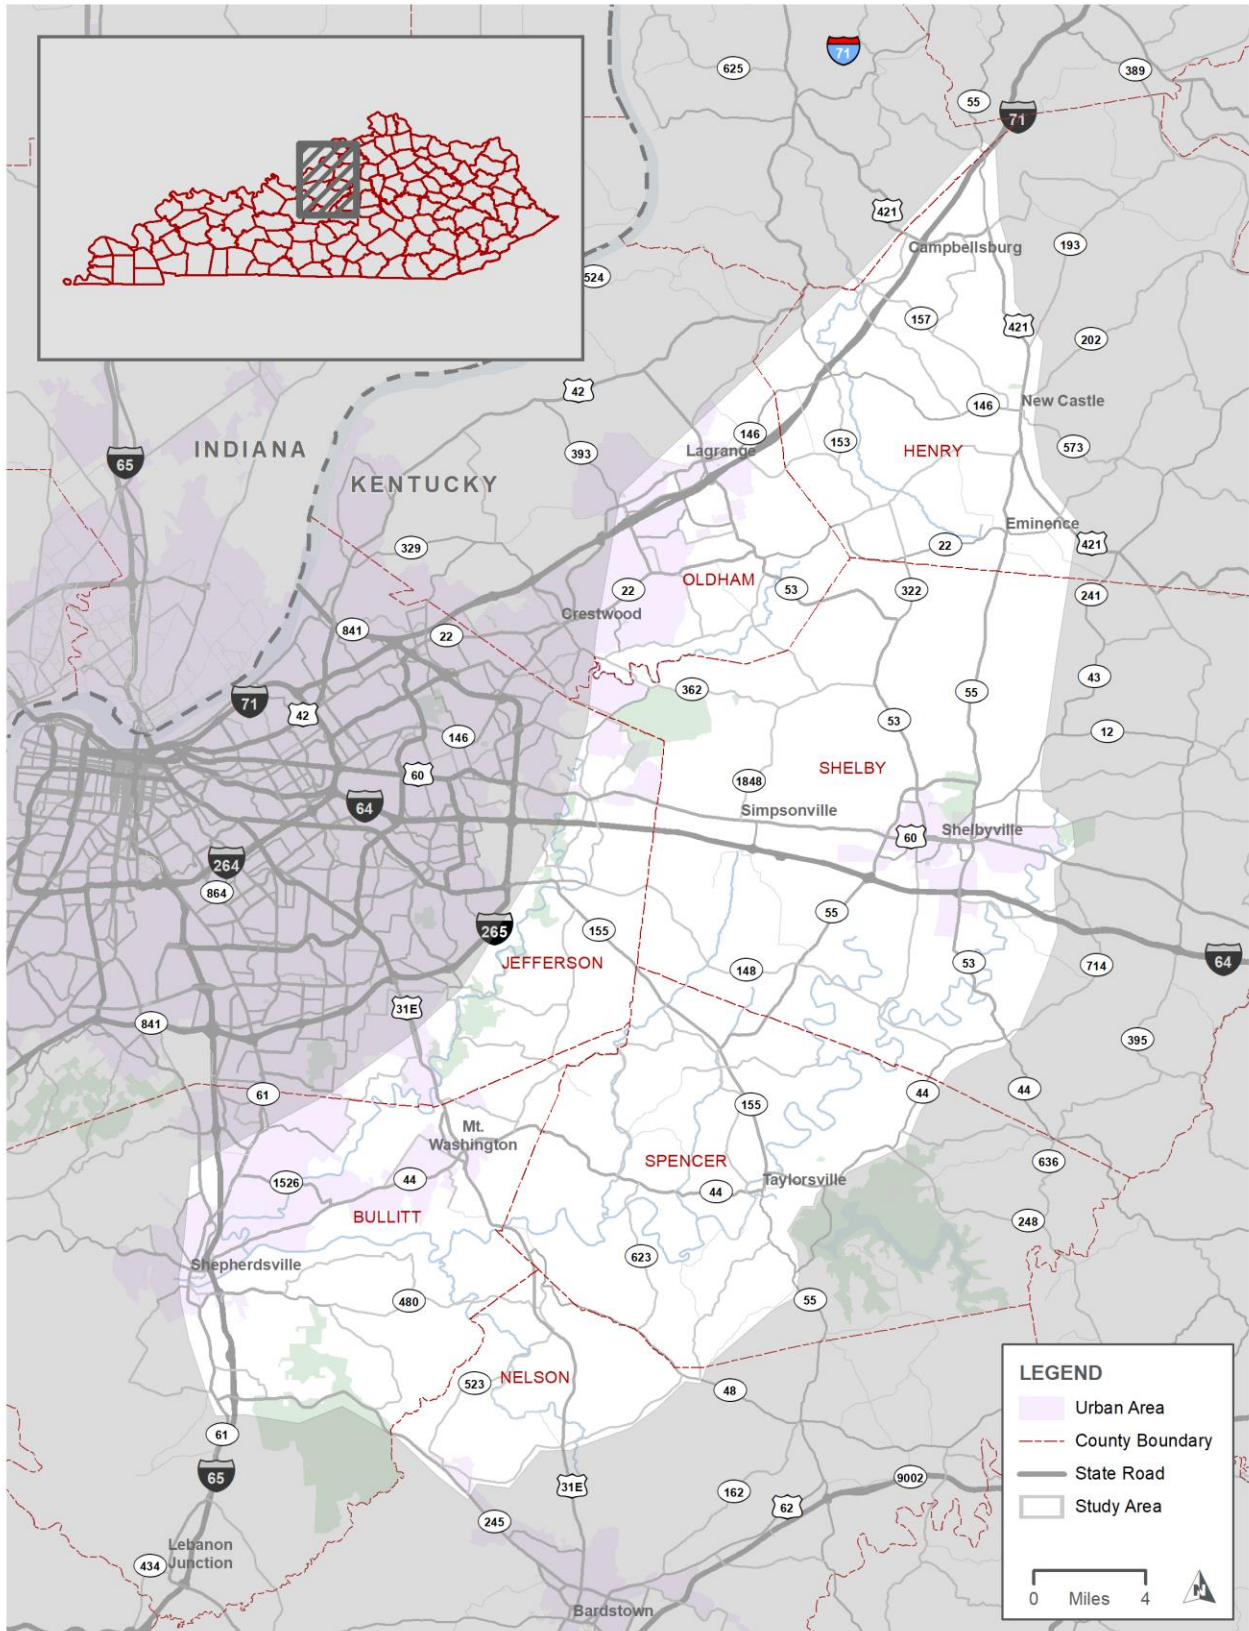 625
71
389
55
71
421
Campbellsburg
193
524
157
421
202
42
146
New Castle
393
146
153
573
65
INDIANA
Lagrange
HENRY
KENTUCKY
Eminence
329
22
421
OLDHAM
22
53
322
241
Crestwood
841
22
362
55
43
71
42
53
146
12
60
SHELBY
1848
64
Simpsonville
60
Shelbyville
264
864
55
265
155
JEFFERSON
148
53
714
64
31E
841
395
61
155
44
44
Mt.
Washington
SPENCER
636
1526
44
44
Taylorsville
BULLITT
248
623
Shepherdsville
480
55
NELSON
523
48
61
65
31E
162
62
9002
245
Lebanon
Junction
434
Bardstown
LEGEND
Urban Area
County Boundary
State Road
Study Area
0 Miles 4
N